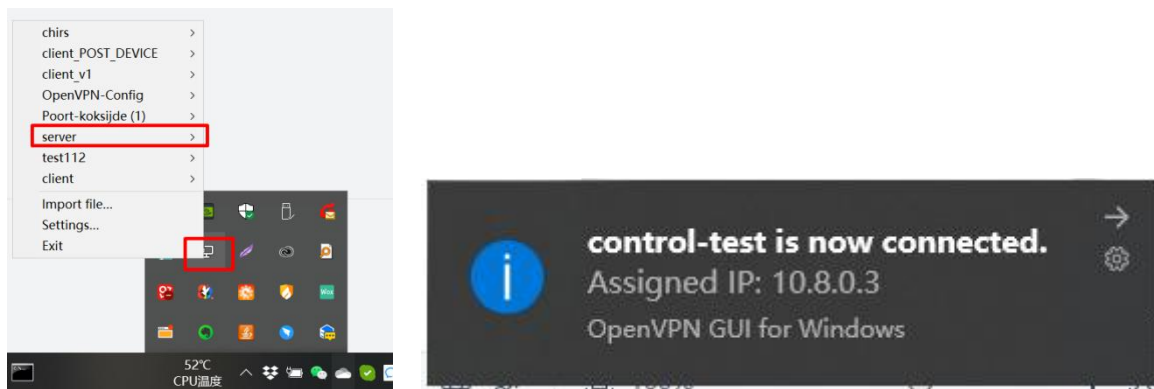 chirs
client_POST_DEVICE
client_v1
OpenVPN-Config
Poort-koksijde (1)
server
test112
client
Import file...
Settings...
Exit
52℃
CPU温度
control-test is now connected.
Assigned IP: 10.8.0.3
OpenVPN GUI for Windows